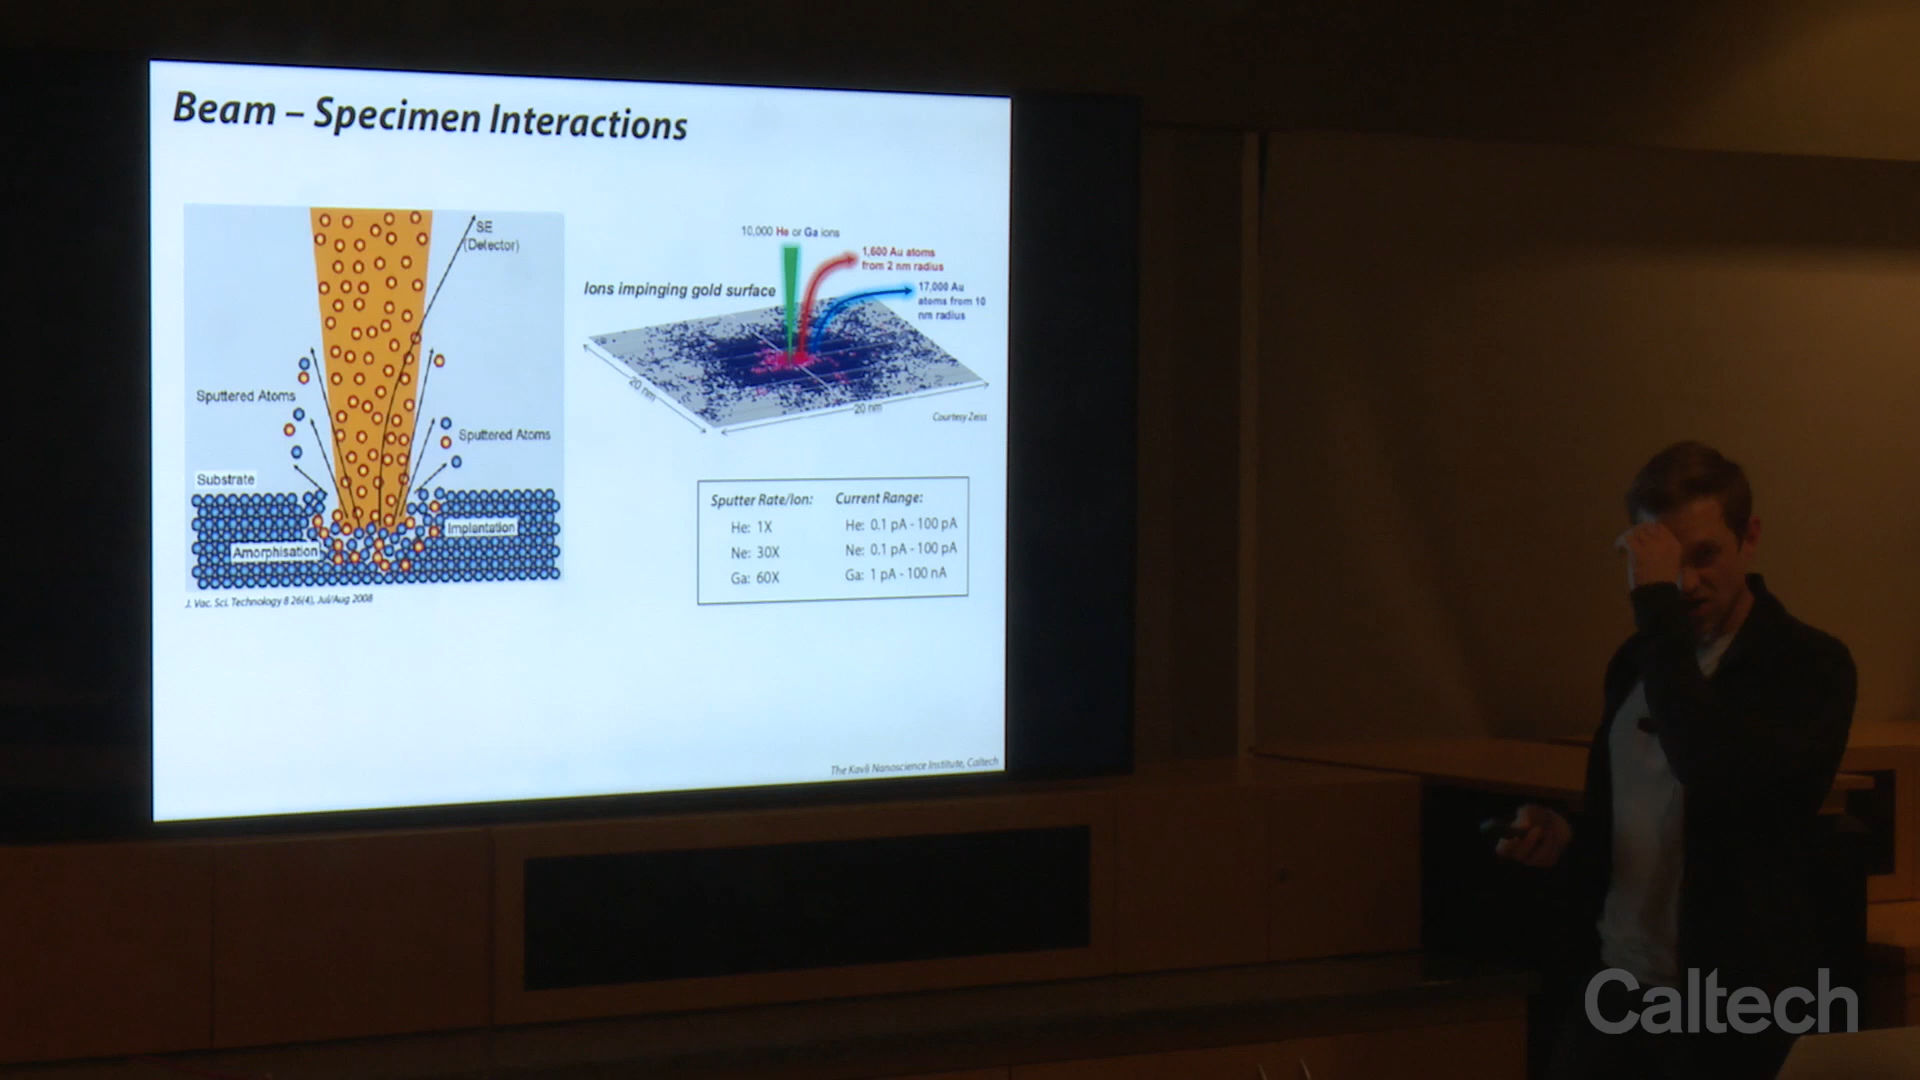 Beam – Specimen Interactions
SE
(Detector)
Sputtered Atoms
Sputtered Atoms
Substrate
Implantation
Amorphisation
J. Vac. Sci. Technology B 26(4), Jul/Aug 2008
10,000 He or Ga ions
1,600 Au atoms
from 2 nm radius
Ions impinging gold surface
17,000 Au
atoms from 10
nm radius
20 nm
20 nm
Courtesy Zeiss
Sputter Rate/Ion: Current Range:
He: 1X He: 0.1 pA - 100 pA
Ne: 30X Ne: 0.1 pA - 100 pA
Ga: 60X Ga: 1 pA - 100 nA
The Kavli Nanoscience Institute, Caltech
Caltech